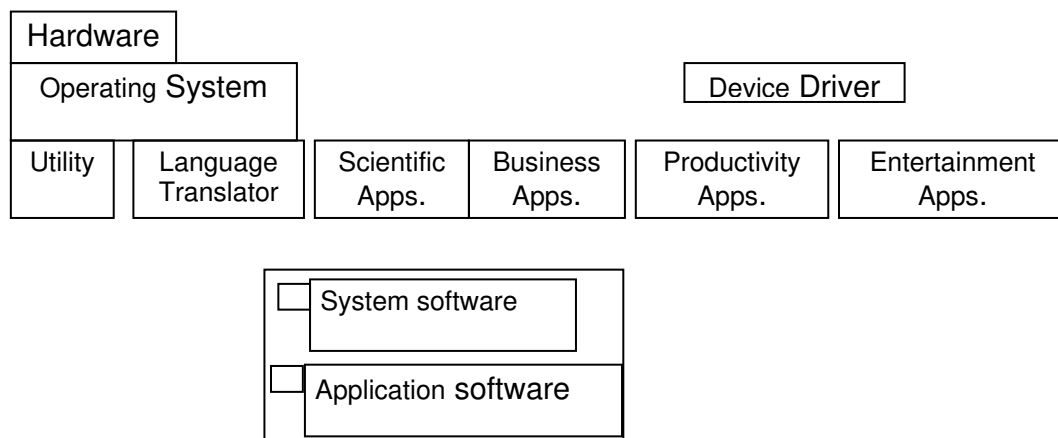 Hardware
Operating System
Device Driver
Utility
Language
Translator
Scientific
Apps.
Business
Apps.
Productivity
Apps.
Entertainment
Apps.
System software
Application software